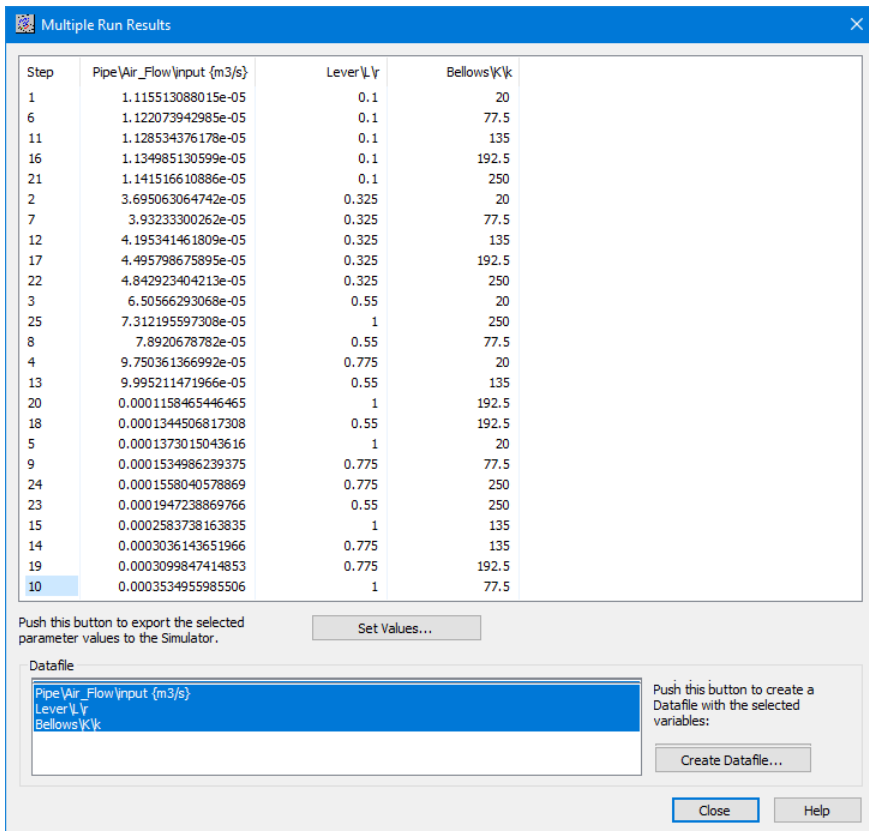 Multiple Run Results
Step Pipe\Air_Flow\input {m3/s} Lever\L\r Bellows\K\k
1 1.115513088015e-05 0.1 20
6 1.122073942985e-05 0.1 77.5
11 1.128534376178e-05 0.1 135
16 1.134985130599e-05 0.1 192.5
21 1.141516610886e-05 0.1 250
2 3.695063064742e-05 0.325 20
7 3.93233300262e-05 0.325 77.5
12 4.195341461809e-05 0.325 135
17 4.495798675895e-05 0.325 192.5
22 4.842923404213e-05 0.325 250
3 6.50566293068e-05 0.55 20
25 7.312195597308e-05 1 250
8 7.8920678782e-05 0.55 77.5
4 9.750361366992e-05 0.775 20
13 9.995211471966e-05 0.55 135
20 0.0001158465446465 1 192.5
18 0.0001344506817308 0.55 192.5
5 0.0001373015043616 1 20
9 0.0001534986239375 0.775 77.5
24 0.0001558040578869 0.775 250
23 0.0001947238869766 0.55 250
15 0.0002583738163835 1 135
14 0.0003036143651966 0.775 135
19 0.0003099847414853 0.775 192.5
10 0.0003534955985506 1 77.5
Push this button to export the selected
parameter values to the Simulator.
Set Values...
Datafile
Pipe\Air_Flow\input {m3/s}
Lever\L\r
Bellows\K\k
Push this button to create a
Datafile with the selected
variables:
Create Datafile...
Close
Help